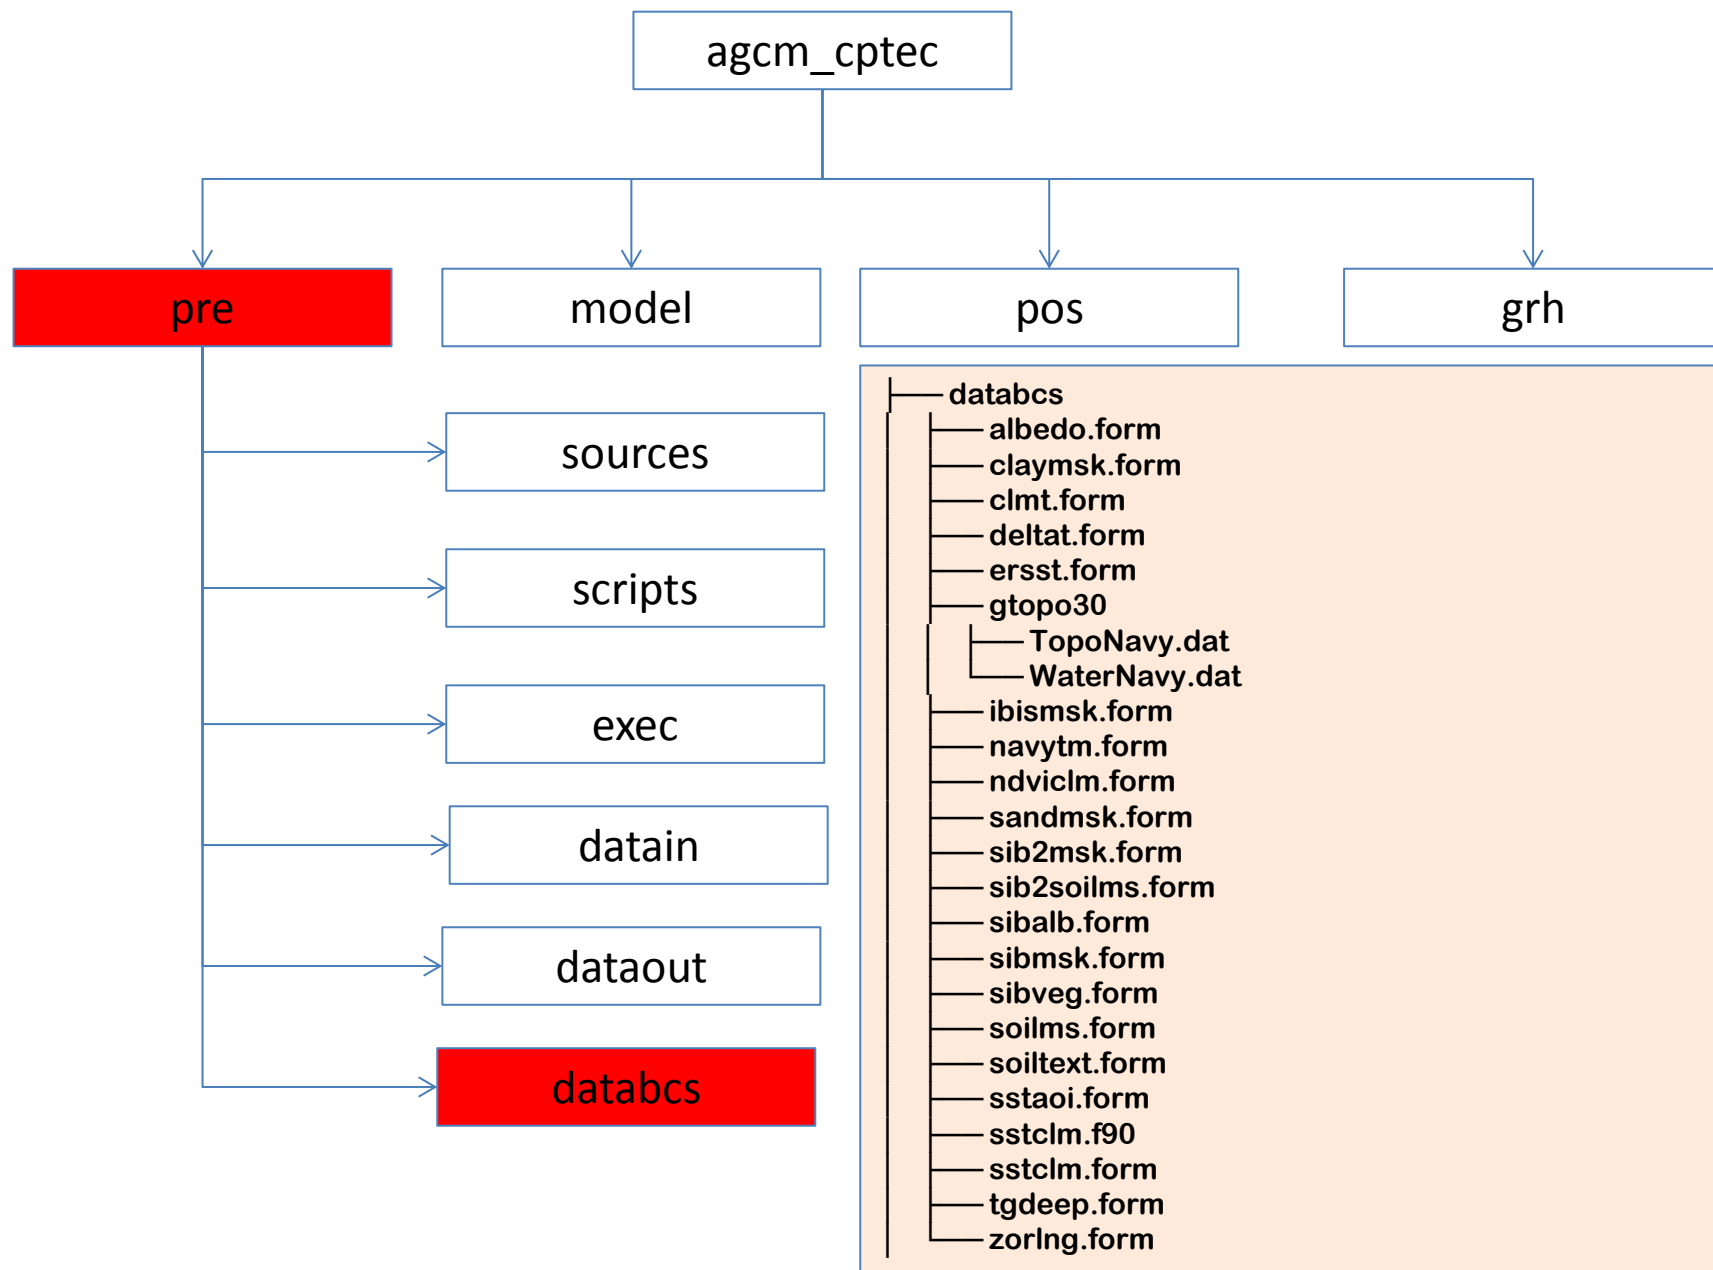 agcm_cptec
pre
model
pos
grh
sources
scripts
exec
datain
dataout
databcs
databcs
albedo.form
claymsk.form
clmt.form
deltat.form
ersst.form
gtopo30
TopoNavy.dat
WaterNavy.dat
ibismsk.form
navytm.form
ndviclm.form
sandmsk.form
sib2msk.form
sib2soilms.form
sibalb.form
sibmsk.form
sibveg.form
soilms.form
soiltext.form
sstaoi.form
sstclm.f90
sstclm.form
tgdeep.form
zorlng.form